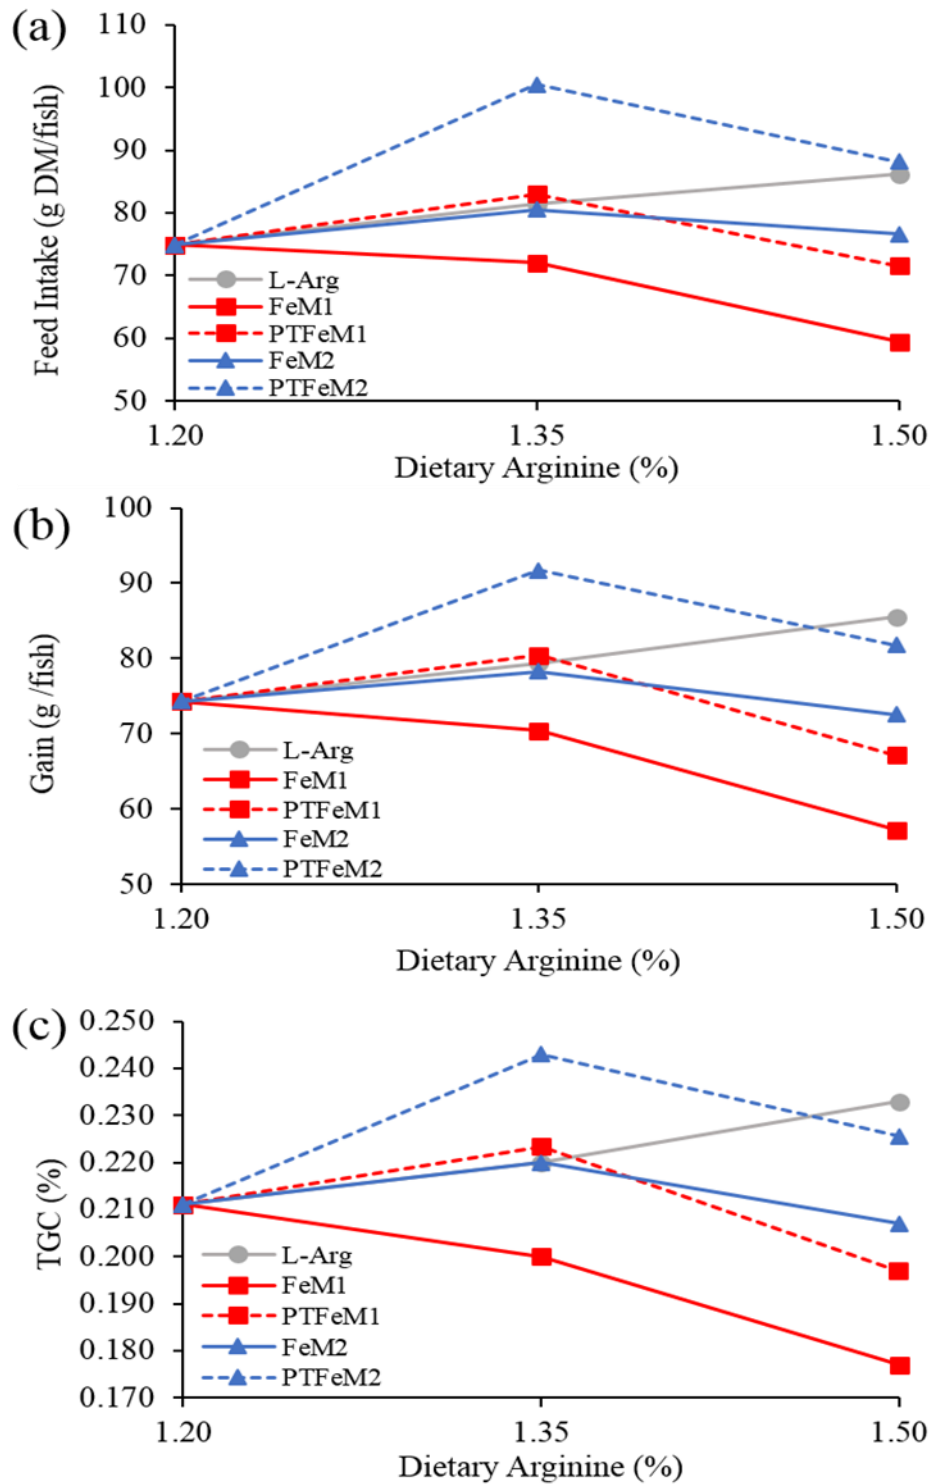 (a)
Feed Intake (g DM/fish)
110
100
90
80
70
60
50
L-Arg
FeM1
PTFeM1
FeM2
PTFeM2
1.20 1.35 1.50
Dietary Arginine (%)
(b)
Gain (g /fish)
100
90
80
70
60
50
L-Arg
FeM1
PTFeM1
FeM2
PTFeM2
1.20 1.35 1.50
Dietary Arginine (%)
(c)
TGC (%)
0.250
0.240
0.230
0.220
0.210
0.200
0.190
0.180
0.170
L-Arg
FeM1
PTFeM1
FeM2
PTFeM2
1.20 1.35 1.50
Dietary Arginine (%)